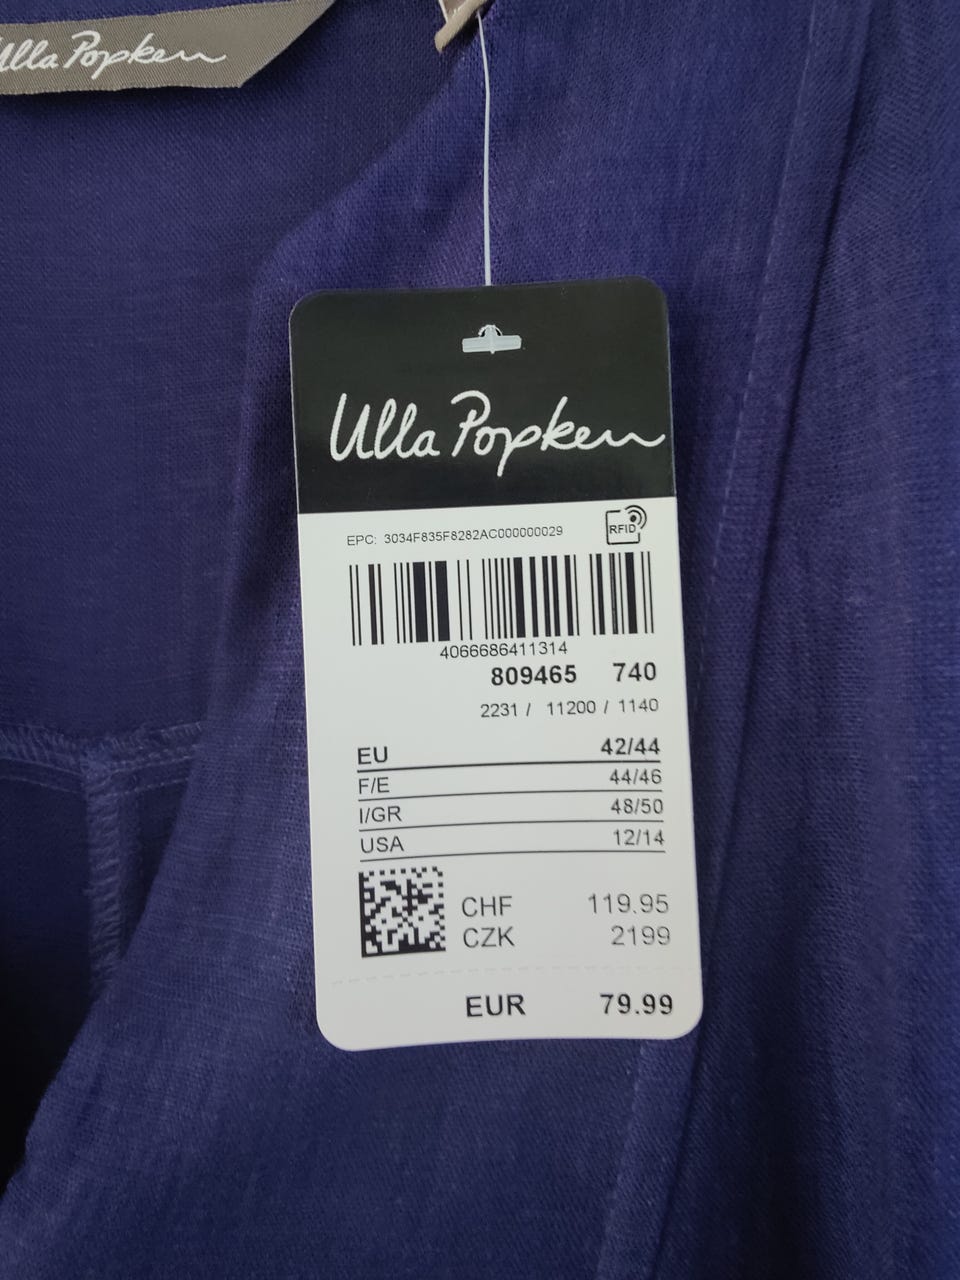 Ulla Popken
Ulla Popken
EPC: 3034F835F8282AC000000029
RFID
4066686411314
809465 740
2231 / 11200 / 1140
EU 42/44
F/E 44/46
I/GR 48/50
USA 12/14
CHF 119.95
CZK 2199
EUR 79.99